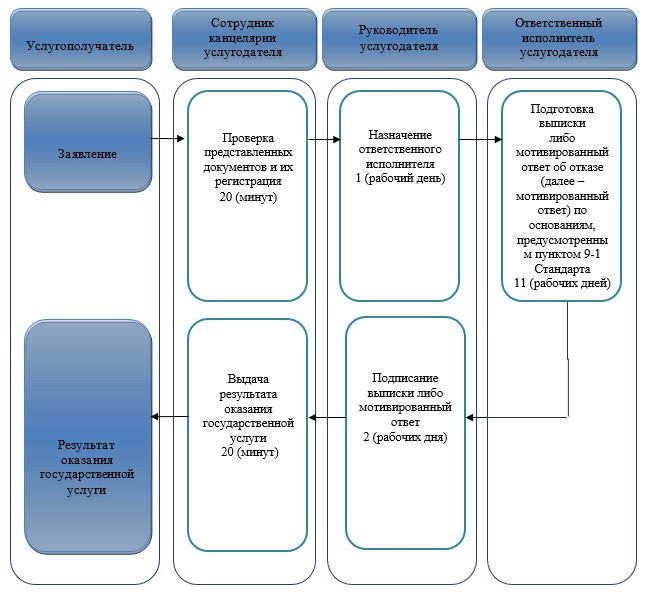 Услугополучатель
Сотрудник
канцелярии
услугодателя
Руководитель
услугодателя
Ответственный
исполнитель
услугодателя
Заявление
Проверка
представленных
документов и их
регистрация
20 (минут)
Назначение
ответственного
исполнителя
1 (рабочий день)
Подготовка
выписки
либо
мотивированный
ответ об отказе
(далее –
мотивированный
ответ) по
основаниям,
предусмотренны
м пунктом 9-1
Стандарта
11 (рабочих дней)
Подписание
выписки либо
мотивированный
ответ
2 (рабочих дня)
Выдача
результата
оказания
государственной
услуги
20 (минут)
Результат
оказания
государственной
услуги